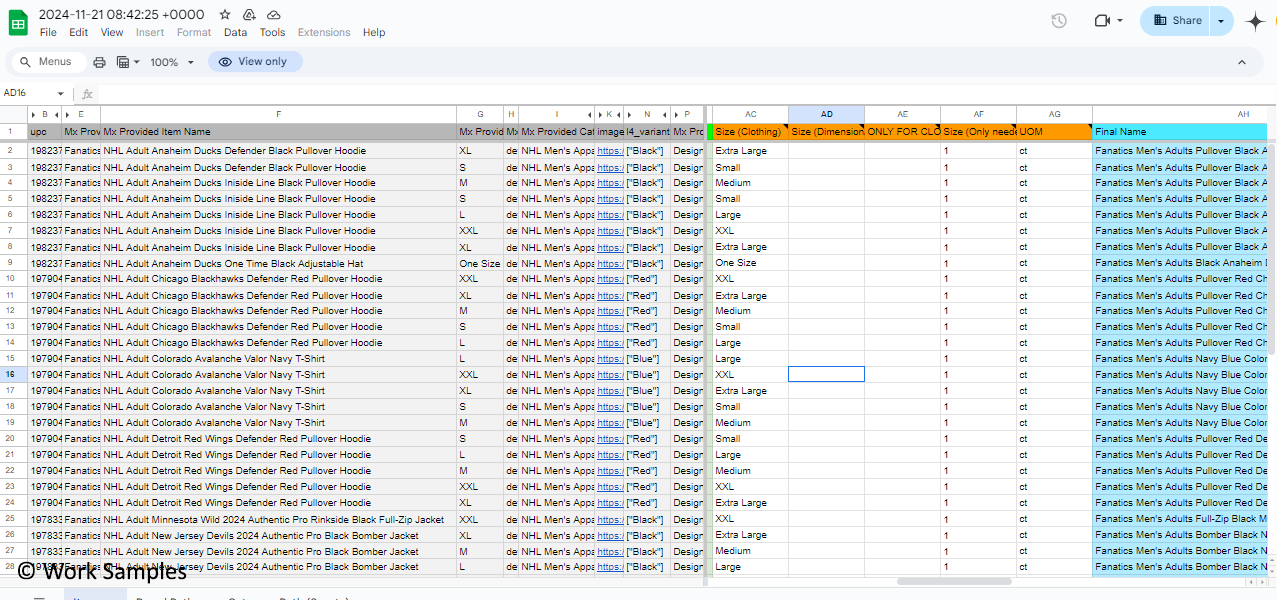 2024-11-21 08:42:25 +0000
File Edit View Insert Format Data Tools Extensions Help
Share
Menus 100% View only
AD16 fx
B E F G H I K N P AC AD AE AF AG AH
1 upc Mx Prov Mx Provided Item Name Mx Provid Mx Mx Provided Cat image l4_variant Mx Pro Size (Clothing) Size (Dimension ONLY FOR CLO Size (Only neede UOM Final Name
2 198237 Fanatics NHL Adult Anaheim Ducks Defender Black Pullover Hoodie XL de NHL Men's Appa https:/ ["Black"] Design Extra Large 1 ct Fanatics Men's Adults Pullover Black A
3 198237 Fanatics NHL Adult Anaheim Ducks Defender Black Pullover Hoodie S de NHL Men's Appa https:/ ["Black"] Design Small 1 ct Fanatics Men's Adults Pullover Black A
4 198237 Fanatics NHL Adult Anaheim Ducks Iniside Line Black Pullover Hoodie M de NHL Men's Appa https:/ ["Black"] Design Medium 1 ct Fanatics Men's Adults Pullover Black A
5 198237 Fanatics NHL Adult Anaheim Ducks Iniside Line Black Pullover Hoodie S de NHL Men's Appa https:/ ["Black"] Design Small 1 ct Fanatics Men's Adults Pullover Black A
6 198237 Fanatics NHL Adult Anaheim Ducks Iniside Line Black Pullover Hoodie L de NHL Men's Appa https:/ ["Black"] Design Large 1 ct Fanatics Men's Adults Pullover Black A
7 198237 Fanatics NHL Adult Anaheim Ducks Iniside Line Black Pullover Hoodie XXL de NHL Men's Appa https:/ ["Black"] Design XXL 1 ct Fanatics Men's Adults Pullover Black A
8 198237 Fanatics NHL Adult Anaheim Ducks Iniside Line Black Pullover Hoodie XL de NHL Men's Appa https:/ ["Black"] Design Extra Large 1 ct Fanatics Men's Adults Pullover Black A
9 198237 Fanatics NHL Adult Anaheim Ducks One Time Black Adjustable Hat One Size de NHL Men's Appa https:/ ["Black"] Design One Size 1 ct Fanatics Men's Adults Black Anaheim D
10 197904 Fanatics NHL Adult Chicago Blackhawks Defender Red Pullover Hoodie XXL de NHL Men's Appa https:/ ["Red"] Design XXL 1 ct Fanatics Men's Adults Pullover Red Ch
11 197904 Fanatics NHL Adult Chicago Blackhawks Defender Red Pullover Hoodie XL de NHL Men's Appa https:/ ["Red"] Design Extra Large 1 ct Fanatics Men's Adults Pullover Red Ch
12 197904 Fanatics NHL Adult Chicago Blackhawks Defender Red Pullover Hoodie M de NHL Men's Appa https:/ ["Red"] Design Medium 1 ct Fanatics Men's Adults Pullover Red Ch
13 197904 Fanatics NHL Adult Chicago Blackhawks Defender Red Pullover Hoodie S de NHL Men's Appa https:/ ["Red"] Design Small 1 ct Fanatics Men's Adults Pullover Red Ch
14 197904 Fanatics NHL Adult Chicago Blackhawks Defender Red Pullover Hoodie L de NHL Men's Appa https:/ ["Red"] Design Large 1 ct Fanatics Men's Adults Pullover Red Ch
15 197904 Fanatics NHL Adult Colorado Avalanche Valor Navy T-Shirt L de NHL Men's Appa https:/ ["Blue"] Design Large 1 ct Fanatics Men's Adults Navy Blue Color
16 197904 Fanatics NHL Adult Colorado Avalanche Valor Navy T-Shirt XXL de NHL Men's Appa https:/ ["Blue"] Design XXL 1 ct Fanatics Men's Adults Navy Blue Color
17 197904 Fanatics NHL Adult Colorado Avalanche Valor Navy T-Shirt XL de NHL Men's Appa https:/ ["Blue"] Design Extra Large 1 ct Fanatics Men's Adults Navy Blue Color
18 197904 Fanatics NHL Adult Colorado Avalanche Valor Navy T-Shirt S de NHL Men's Appa https:/ ["Blue"] Design Small 1 ct Fanatics Men's Adults Navy Blue Color
19 197904 Fanatics NHL Adult Colorado Avalanche Valor Navy T-Shirt M de NHL Men's Appa https:/ ["Blue"] Design Medium 1 ct Fanatics Men's Adults Navy Blue Color
20 197904 Fanatics NHL Adult Detroit Red Wings Defender Red Pullover Hoodie S de NHL Men's Appa https:/ ["Red"] Design Small 1 ct Fanatics Men's Adults Pullover Red De
21 197904 Fanatics NHL Adult Detroit Red Wings Defender Red Pullover Hoodie L de NHL Men's Appa https:/ ["Red"] Design Large 1 ct Fanatics Men's Adults Pullover Red De
22 197904 Fanatics NHL Adult Detroit Red Wings Defender Red Pullover Hoodie M de NHL Men's Appa https:/ ["Red"] Design Medium 1 ct Fanatics Men's Adults Pullover Red De
23 197904 Fanatics NHL Adult Detroit Red Wings Defender Red Pullover Hoodie XXL de NHL Men's Appa https:/ ["Red"] Design XXL 1 ct Fanatics Men's Adults Pullover Red De
24 197904 Fanatics NHL Adult Detroit Red Wings Defender Red Pullover Hoodie XL de NHL Men's Appa https:/ ["Red"] Design Extra Large 1 ct Fanatics Men's Adults Pullover Red De
25 197833 Fanatics NHL Adult Minnesota Wild 2024 Authentic Pro Rinkside Black Full-Zip Jacket XXL de NHL Men's Appa https:/ ["Black"] Design XXL 1 ct Fanatics Men's Adults Full-Zip Black M
26 197833 Fanatics NHL Adult New Jersey Devils 2024 Authentic Pro Black Bomber Jacket XL de NHL Men's Appa https:/ ["Black"] Design Extra Large 1 ct Fanatics Men's Adults Bomber Black N
27 197833 Fanatics NHL Adult New Jersey Devils 2024 Authentic Pro Black Bomber Jacket M de NHL Men's Appa https:/ ["Black"] Design Medium 1 ct Fanatics Men's Adults Bomber Black N
28 197833 Fanatics NHL Adult New Jersey Devils 2024 Authentic Pro Black Bomber Jacket L de NHL Men's Appa https:/ ["Black"] Design Large 1 ct Fanatics Men's Adults Bomber Black N
© Work Samples